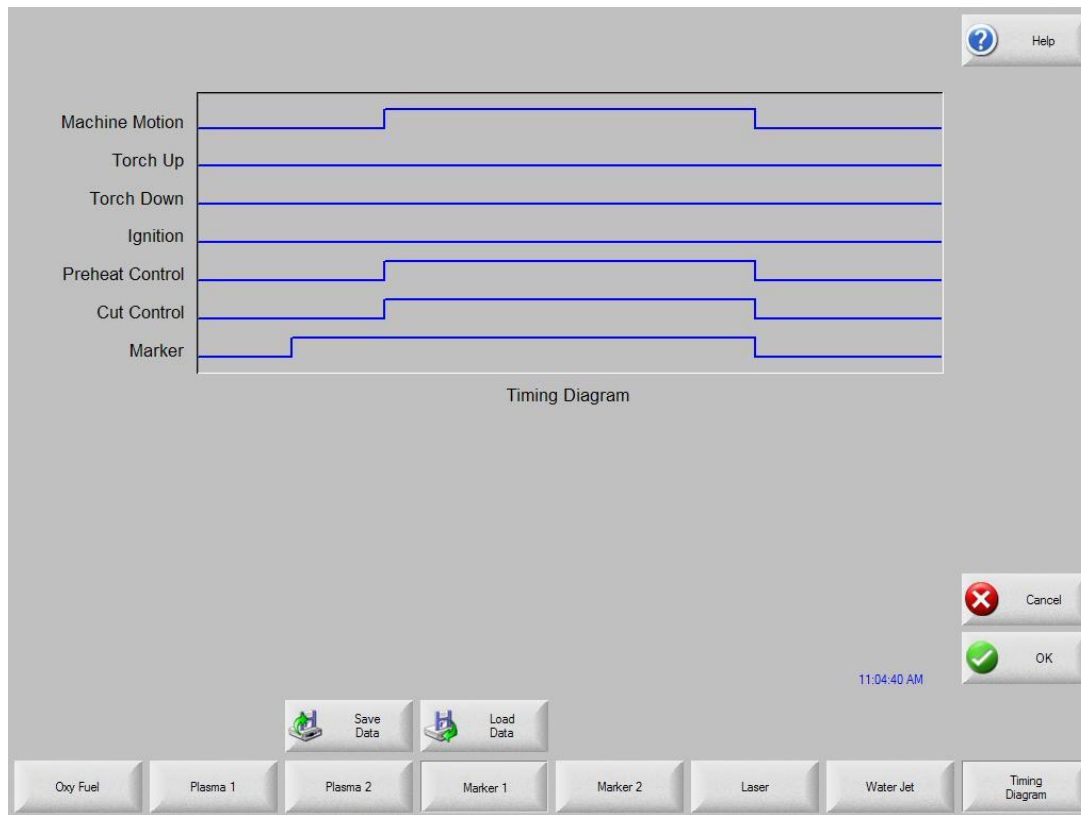 Help
Machine Motion
Torch Up
Torch Down
Ignition
Preheat Control
Cut Control
Marker
Timing Diagram
Cancel
OK
11:04:40 AM
Save
Data
Load
Data
Oxy Fuel
Plasma 1
Plasma 2
Marker 1
Marker 2
Laser
Water Jet
Timing
Diagram